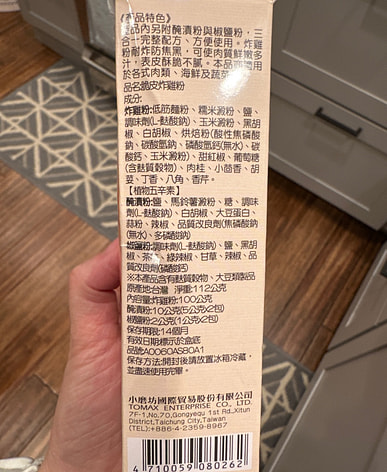 《產品特色》
產品內另附醃漬粉與椒鹽粉,三
合一完整配方、方便使用。炸雞
粉耐炸防焦黑,可使肉質鮮嫩多
汁,表皮酥脆不膩。本品適用
於各式肉類、海鮮及蔬菜
品名:脆皮炸雞粉
成分:
炸雞粉:低筋麵粉、糯米澱粉、鹽、
調味劑(L-麩酸鈉)、玉米澱粉、黑胡
椒、白胡椒、烘焙粉(酸性焦磷酸
鈉、碳酸氫鈉、磷酸氫鈣(無水)、碳
酸鈣、玉米澱粉)、甜紅椒、葡萄糖
(含麩質穀物)、肉桂、小茴香、胡
荽、丁香、八角、香芹。
【植物五辛素】
醃漬粉:鹽、馬鈴薯澱粉、糖、調味
劑(L-麩酸鈉)、白胡椒、大豆蛋白、
蒜粉、辣椒、品質改良劑(焦磷酸鈉
(無水)、多磷酸鈉)
椒鹽粉:調味劑(L-麩酸鈉)、鹽、黑胡
椒、綠辣椒、甘草、辣椒、品
質改良劑(磷酸鈣)
※本產品含有麩質穀物、大豆類製品
原產地:台灣 淨重:112公克
內容量:炸雞粉:100公克
醃漬粉:10公克(5公克x2包)
椒鹽粉:2公克(1公克x2包)
保存期限:14個月
有效日期:標示於盒底
品號:A0060AS80A1
保存方法:開封後請放置冰箱冷藏,
並盡速使用完畢。
小磨坊國際貿易股份有限公司
TOMAX ENTERPRISE CO., LTD.
7F-1,No.70,Gongyequ 1st Rd.,Xitun
District,Taichung City,Taiwan
(TEL):+886-4-2359-8967
4 710059 080262